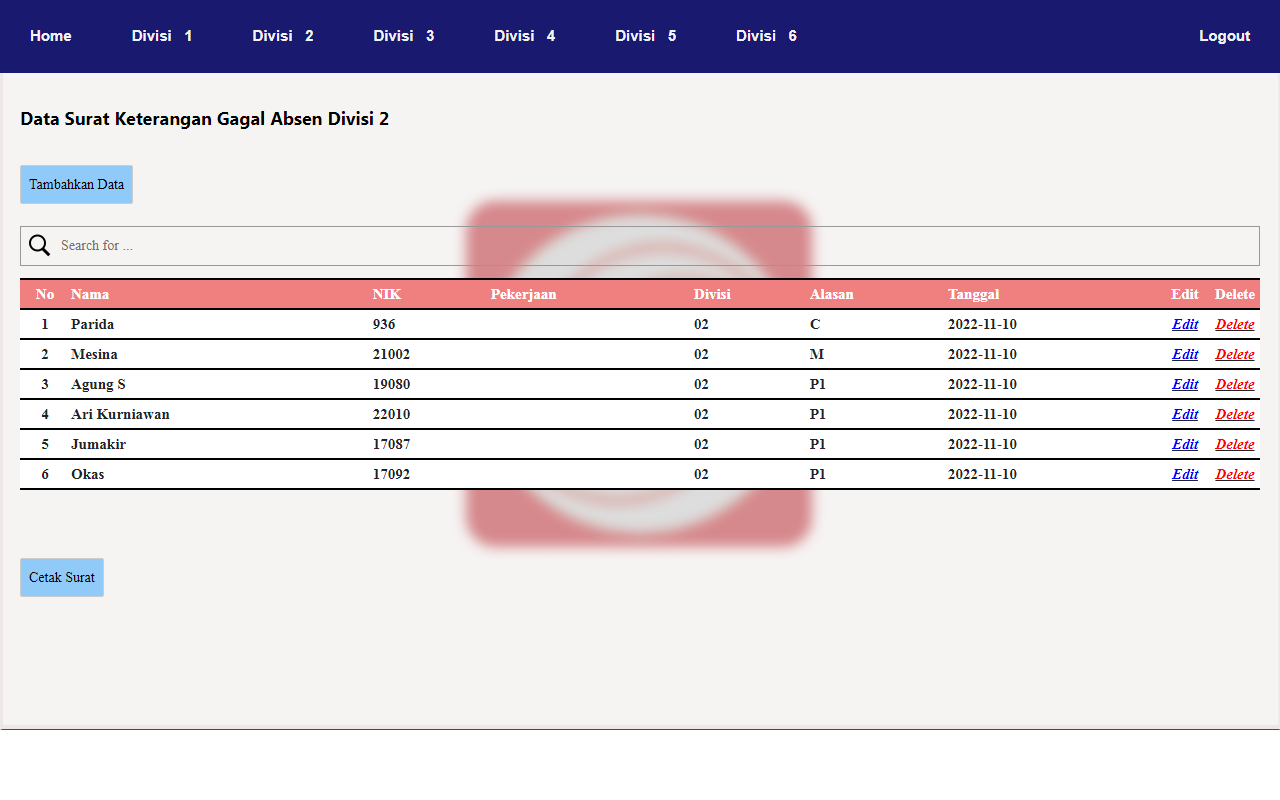 Home Divisi 1 Divisi 2 Divisi 3 Divisi 4 Divisi 5 Divisi 6 Logout
Data Surat Keterangan Gagal Absen Divisi 2
Tambahkan Data
Search for ...
No Nama NIK Pekerjaan Divisi Alasan Tanggal Edit Delete
1 Parida 936 02 C 2022-11-10 Edit Delete
2 Mesina 21002 02 M 2022-11-10 Edit Delete
3 Agung S 19080 02 P1 2022-11-10 Edit Delete
4 Ari Kurniawan 22010 02 P1 2022-11-10 Edit Delete
5 Jumakir 17087 02 P1 2022-11-10 Edit Delete
6 Okas 17092 02 P1 2022-11-10 Edit Delete
Cetak Surat